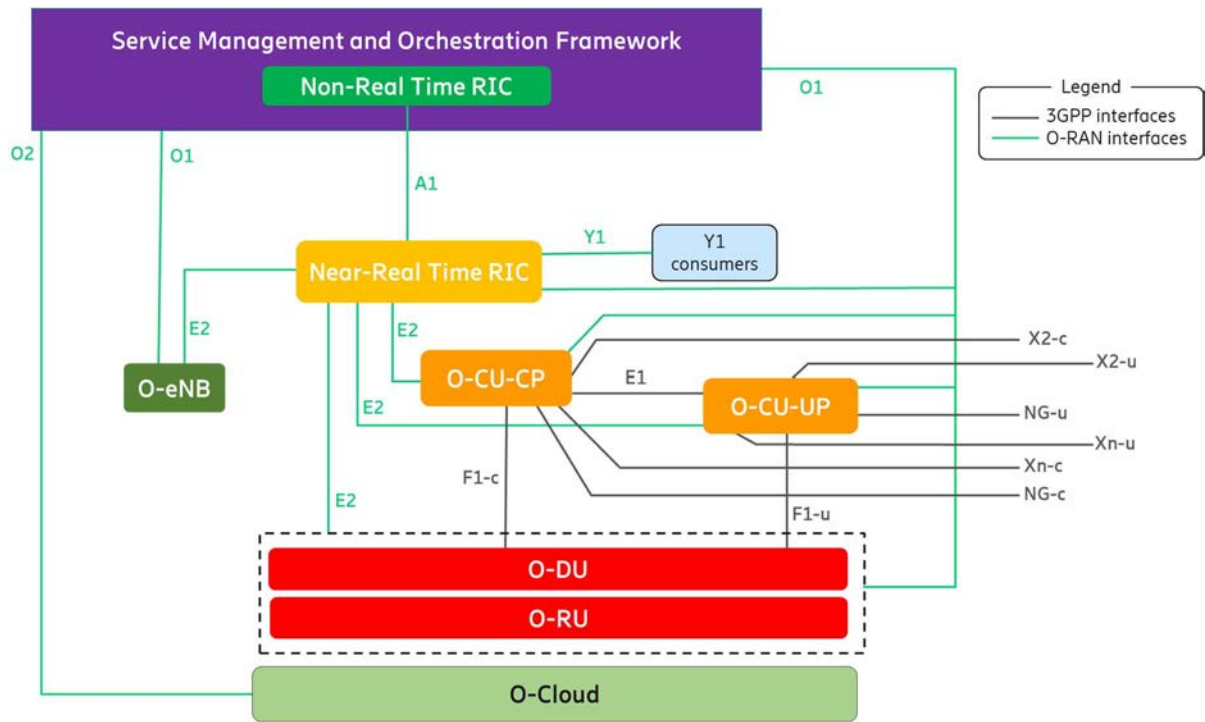 Service Management and Orchestration Framework
Non-Real Time RIC
O1
Legend
3GPP interfaces
O-RAN interfaces
O2
O1
A1
Y1
Y1
consumers
Near-Real Time RIC
E2
E2
O-eNB
O-CU-CP
E1
O-CU-UP
X2-c
X2-u
E2
NG-u
Xn-u
F1-c
Xn-c
NG-c
E2
F1-u
O-DU
O-RU
O-Cloud